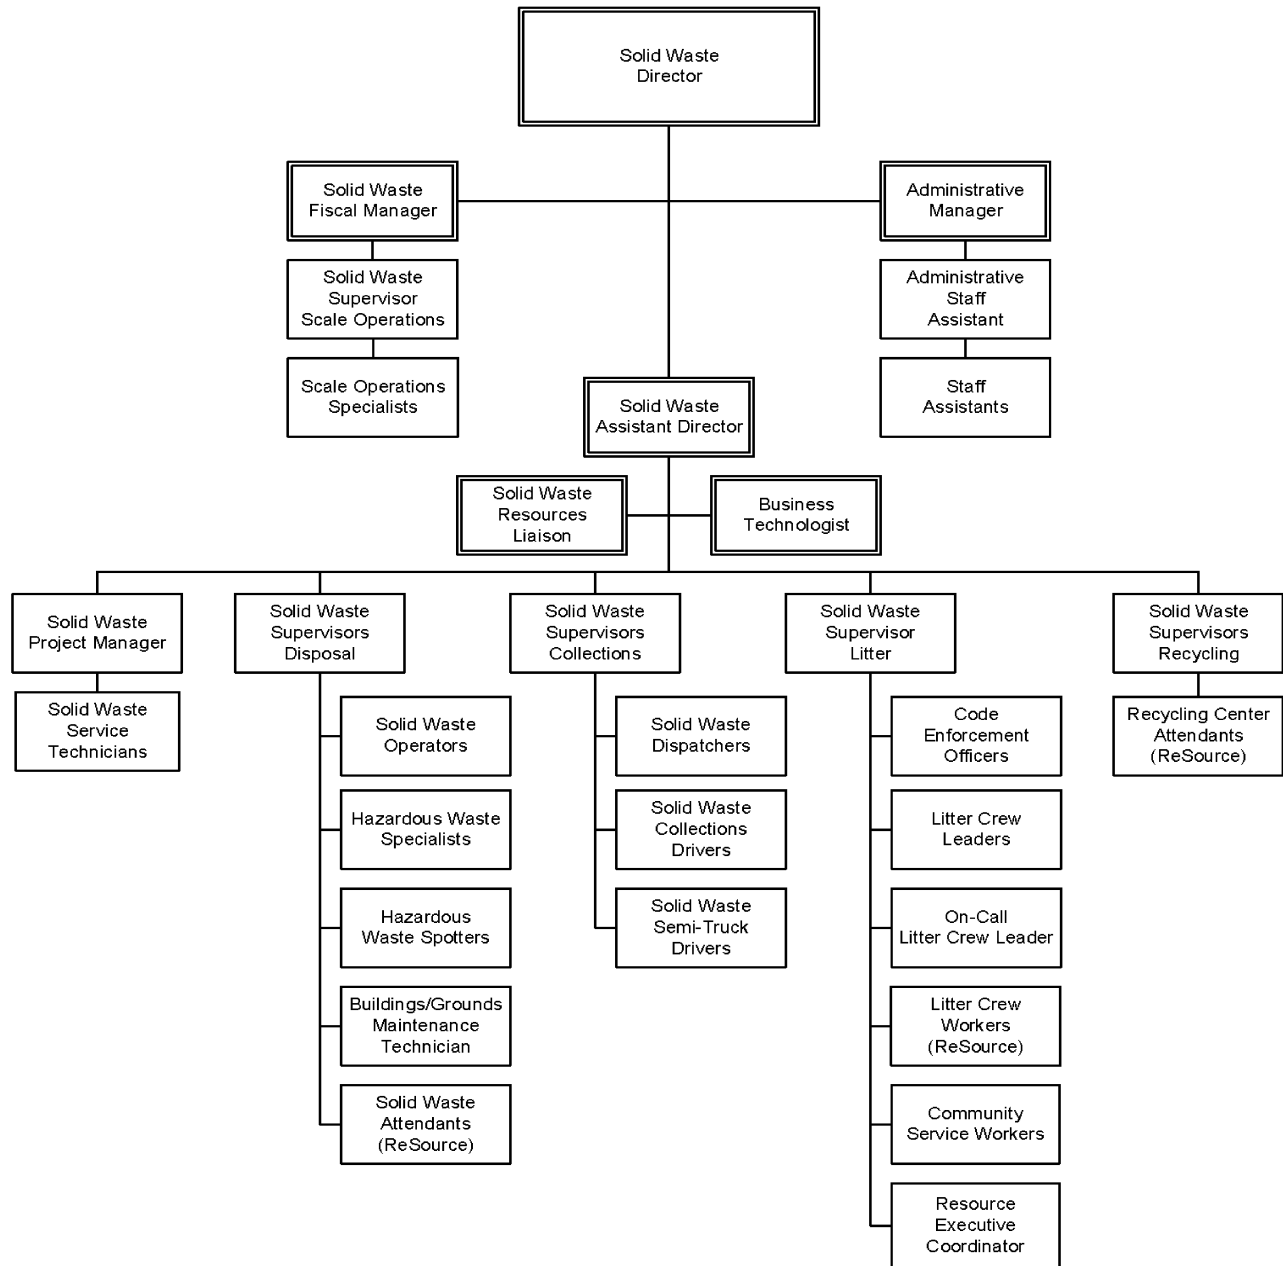 Solid Waste
Director
Solid Waste
Fiscal Manager
Administrative
Manager
Solid Waste
Supervisor
Scale Operations
Administrative
Staff
Assistant
Scale Operations
Specialists
Staff
Assistants
Solid Waste
Assistant Director
Solid Waste
Resources
Liaison
Business
Technologist
Solid Waste
Project Manager
Solid Waste
Supervisors
Disposal
Solid Waste
Supervisors
Collections
Solid Waste
Supervisor
Litter
Solid Waste
Supervisors
Recycling
Solid Waste
Service
Technicians
Solid Waste
Operators
Hazardous Waste
Specialists
Hazardous
Waste Spotters
Buildings/Grounds
Maintenance
Technician
Solid Waste
Attendants
(ReSource)
Solid Waste
Dispatchers
Solid Waste
Collections
Drivers
Solid Waste
Semi-Truck
Drivers
Code
Enforcement
Officers
Litter Crew
Leaders
On-Call
Litter Crew Leader
Litter Crew
Workers
(ReSource)
Community
Service Workers
Resource
Executive
Coordinator
Recycling Center
Attendants
(ReSource)